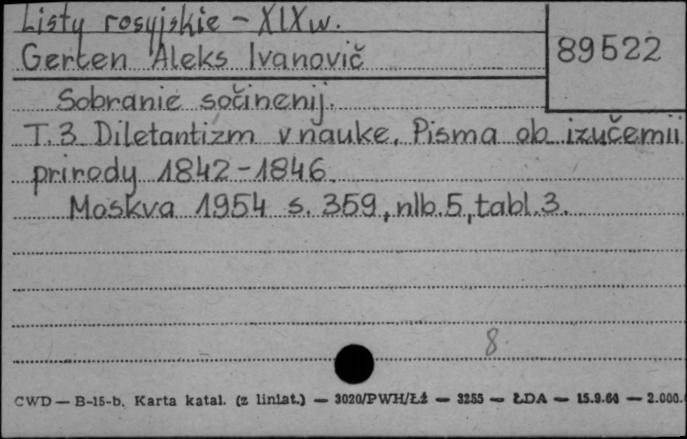 Listy rosyjskie - XIX w.
Gercen Aleks Ivanovič
89522
Sobranie sočinenij.
T. 3 Diletantizm v nauke, Pisma ob izučemii
prirody 1842-1846
Moskva 1954 s. 359, nlb. 5, tabl. 3.
8
CWD — B-15-b. Karta katal. (z liniat.) — 3020/PWH/Łż — 3255 — ŁDA — 15.9.64 — 2.000.